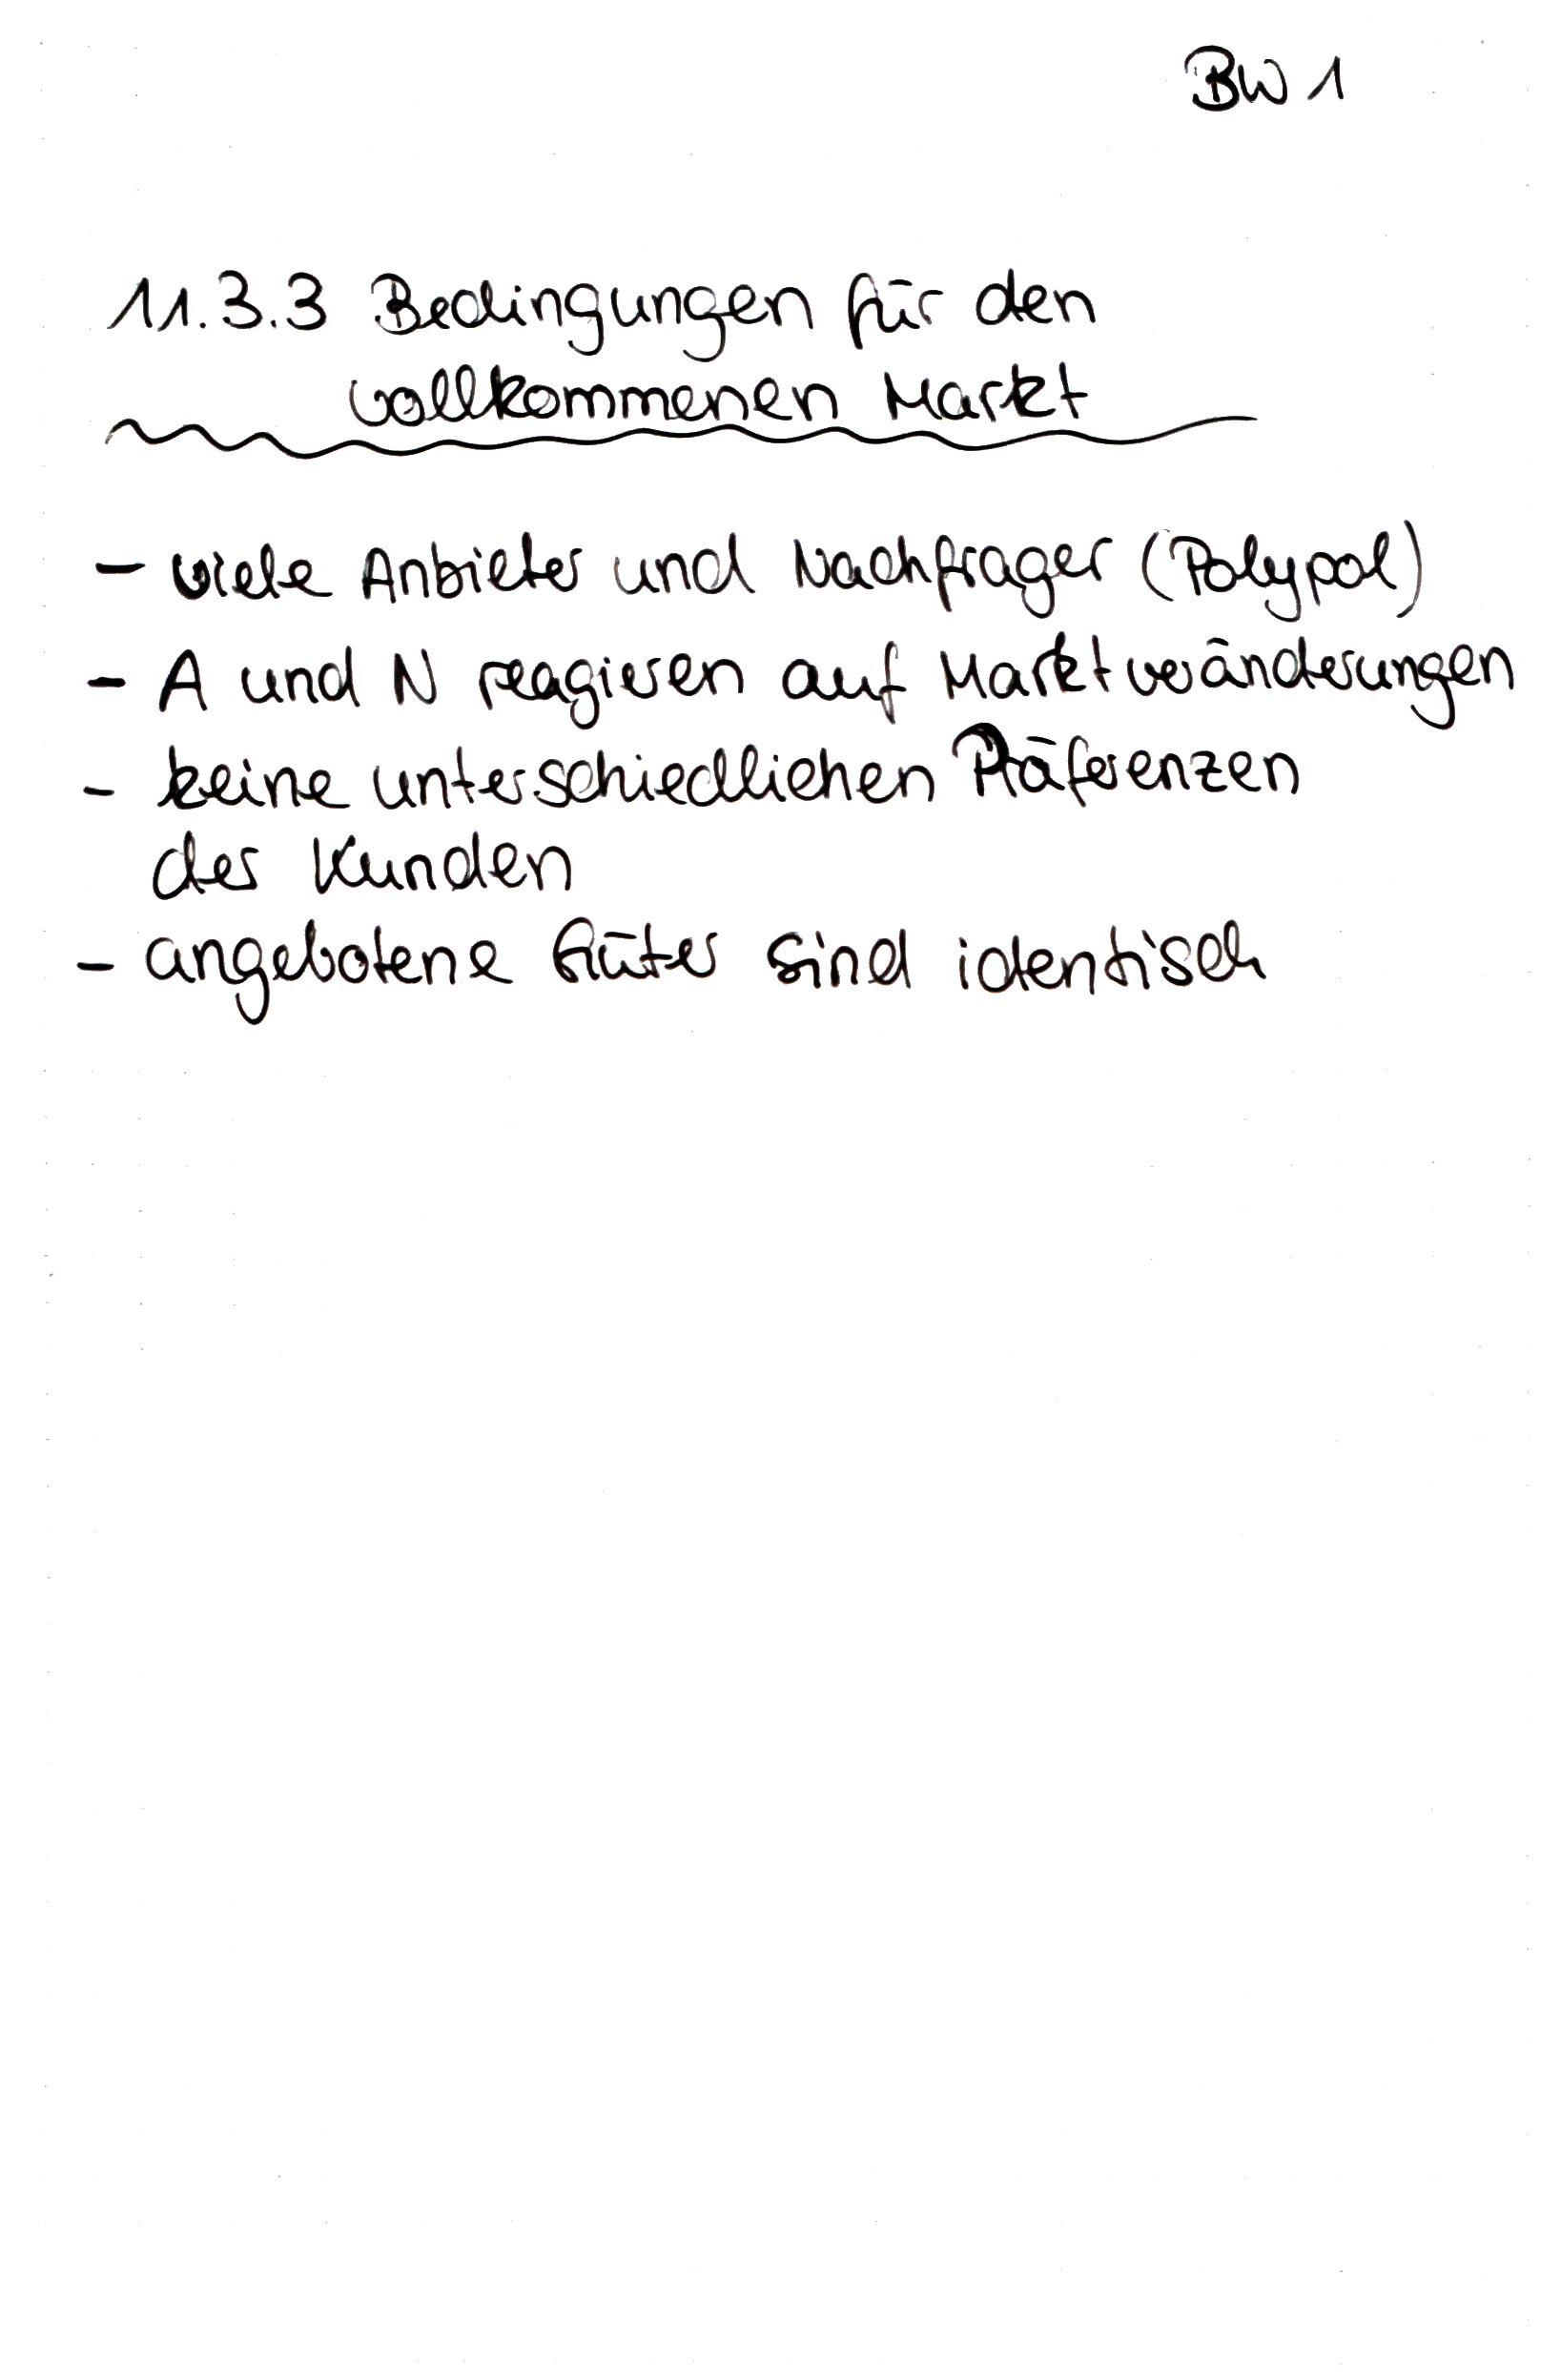 BW 1
11.3.3 Bedingungen für den
vollkommenen Markt
- viele Anbieter und Nachfrager (Polypol)
- A und N reagieren auf Marktveränderungen
- keine unterschiedlichen Präferenzen
der Kunden
- angebotene Güter sind identisch